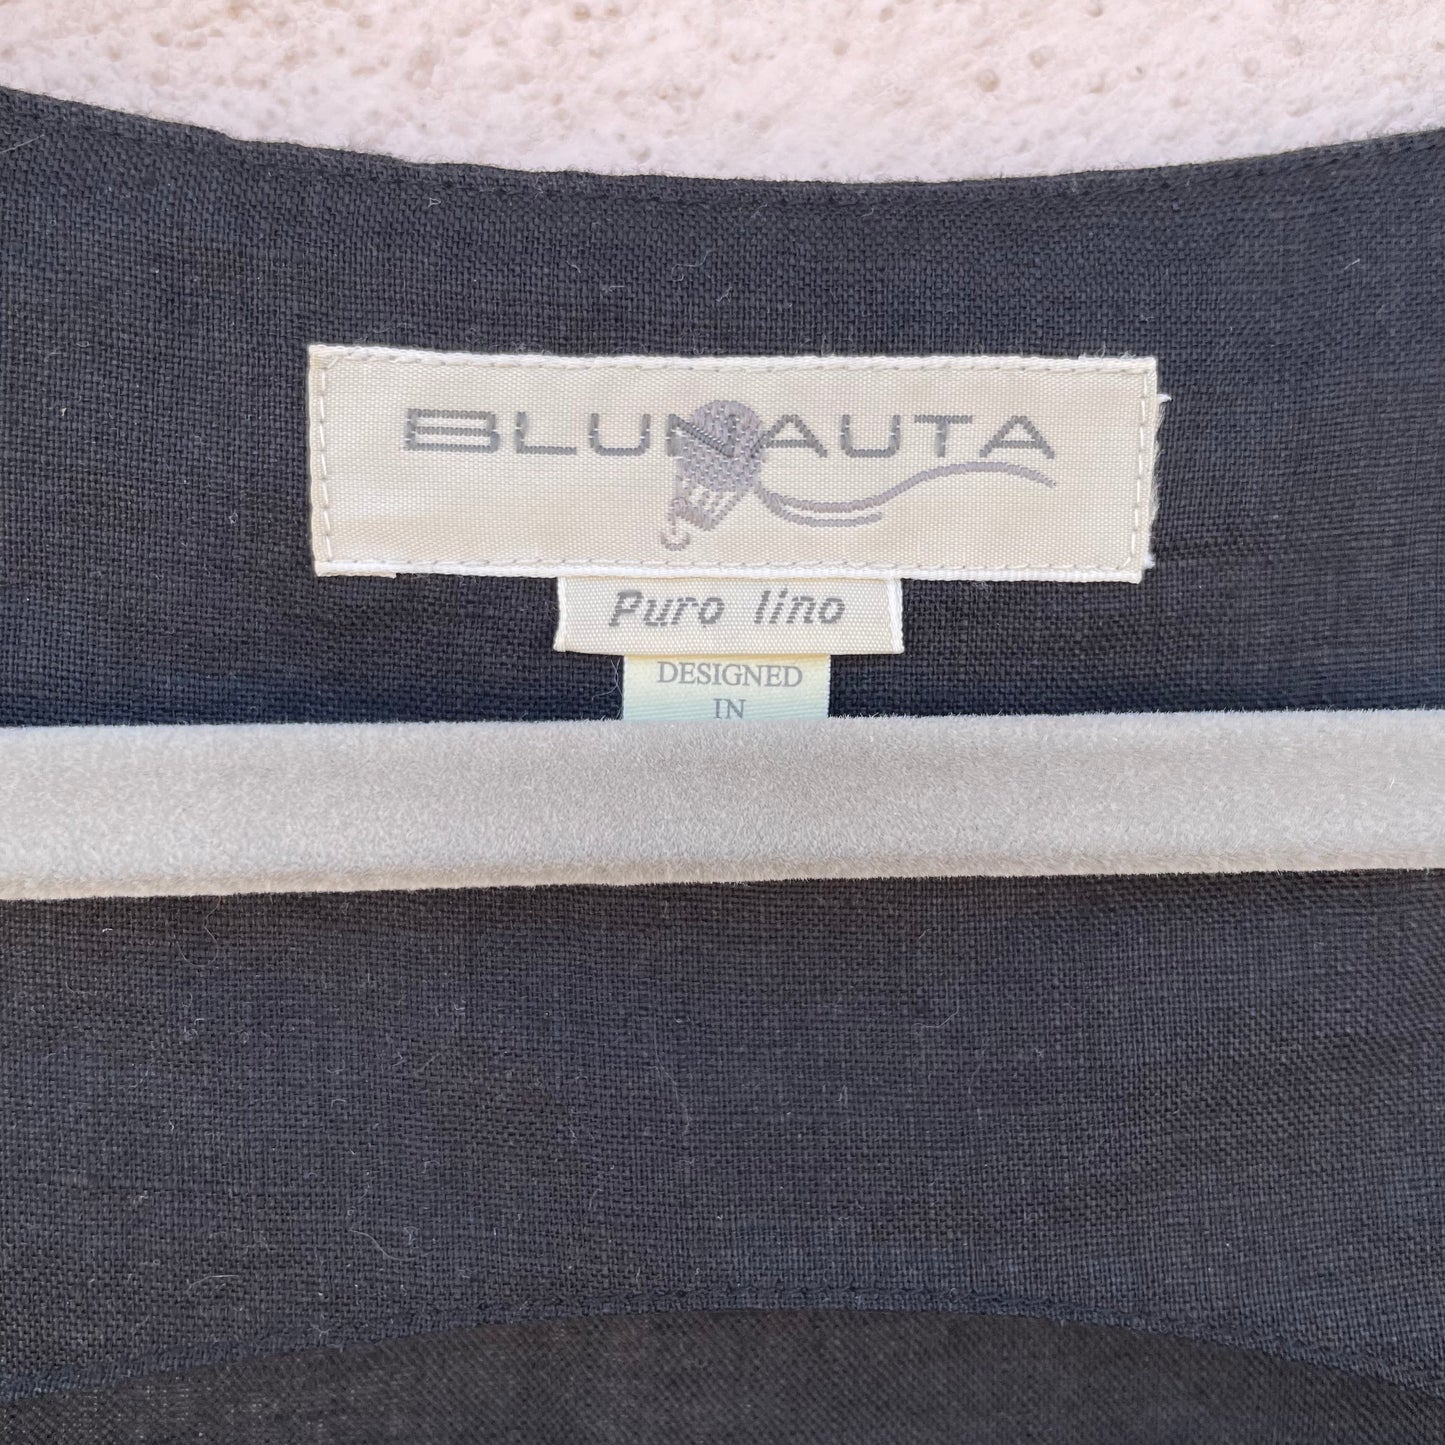 BLUNAUTA
Puro lino
DESIGNED
IN